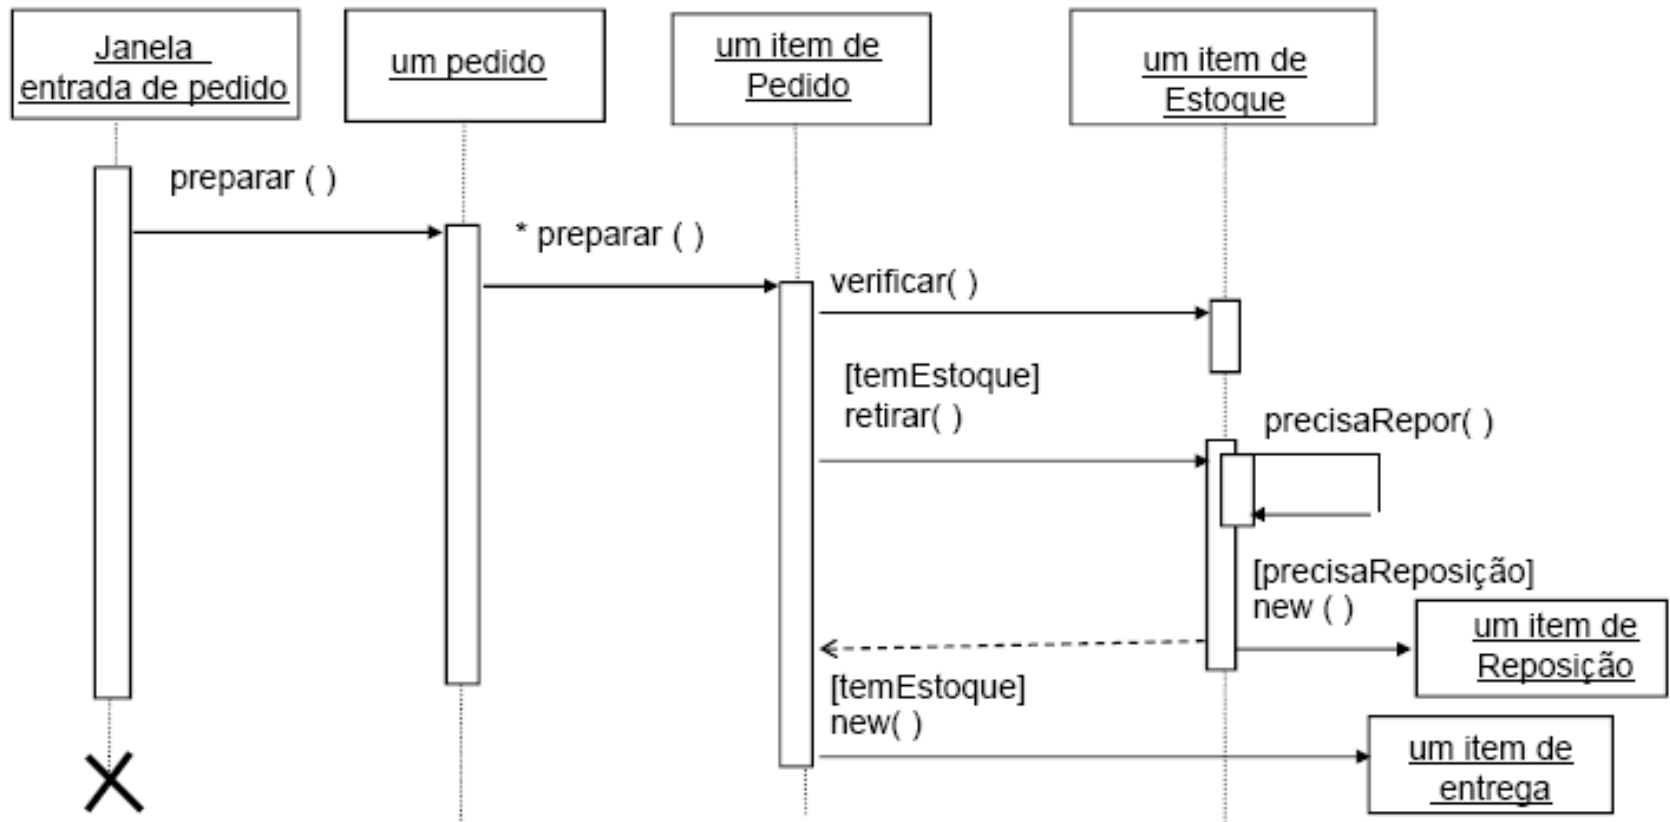 Janela
entrada de pedido
um pedido
um item de
Pedido
um item de
Estoque
preparar ( )
* preparar ( )
verificar( )
[temEstoque]
retirar( )
precisaRepor( )
[precisaReposição]
new ( )
um item de
Reposição
[temEstoque]
new( )
um item de
entrega